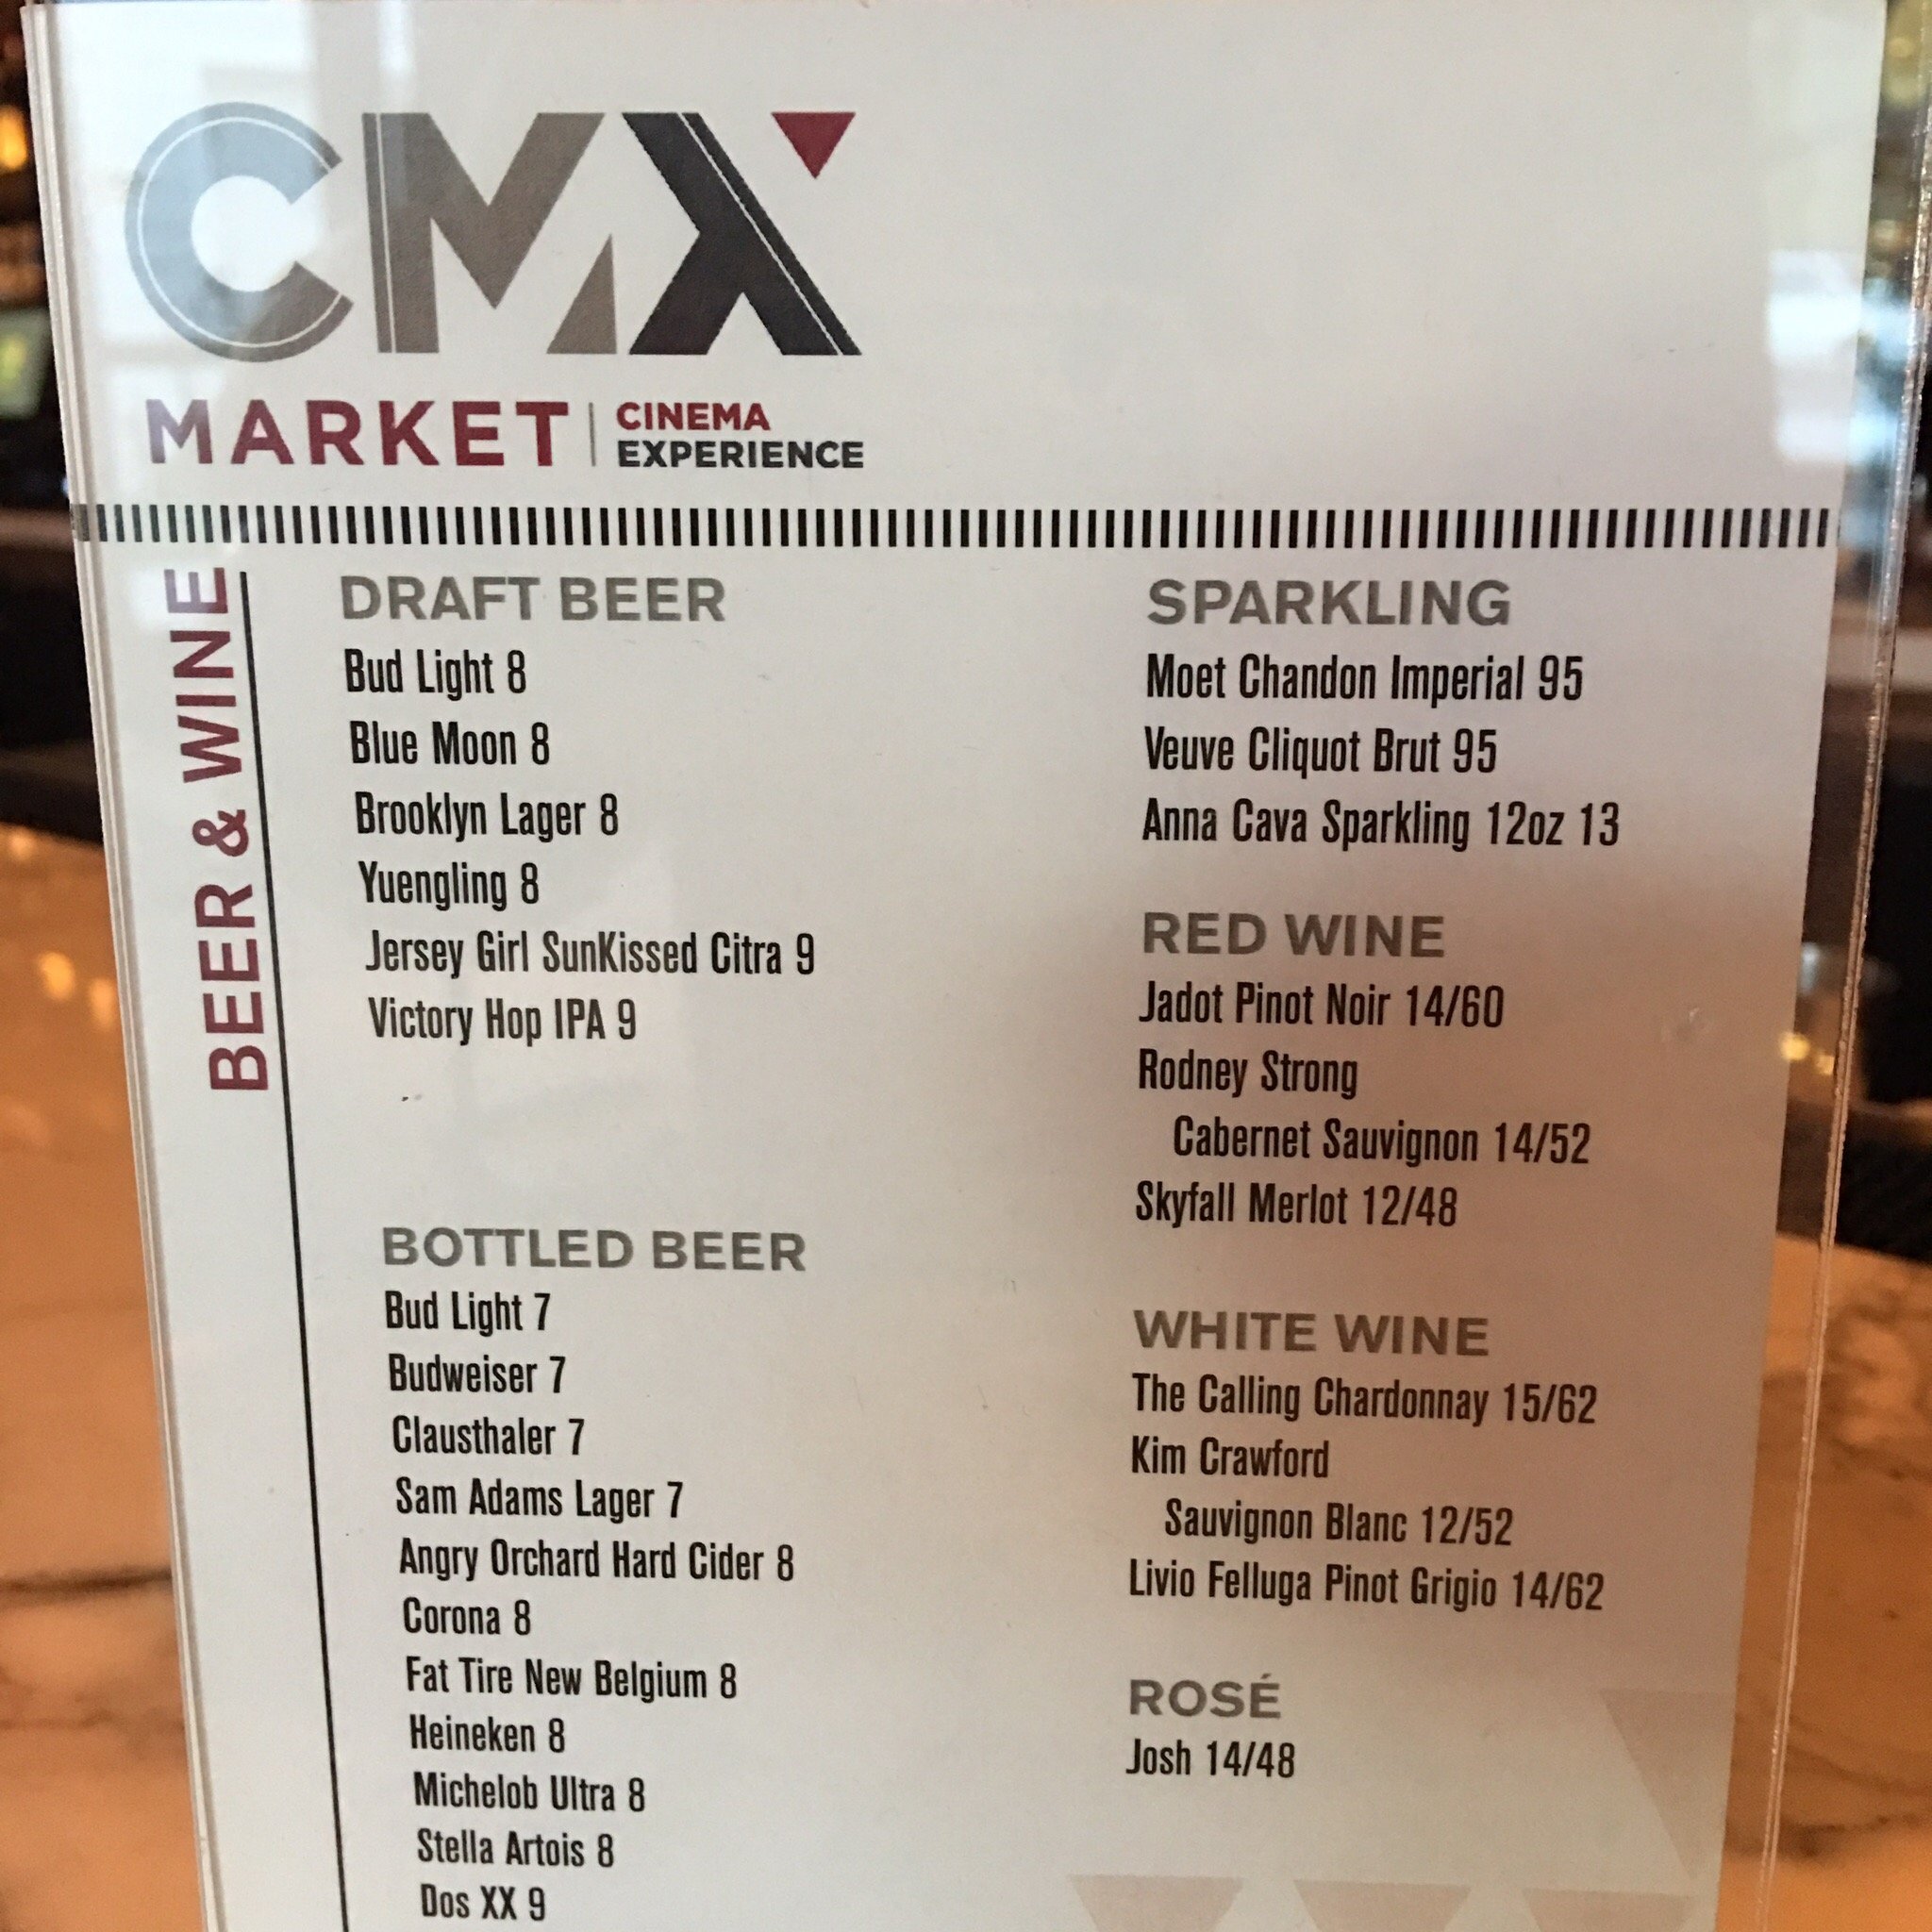 CMX
MARKET | CINEMA
EXPERIENCE
BEER & WINE
DRAFT BEER
Bud Light 8
Blue Moon 8
Brooklyn Lager 8
Yuengling 8
Jersey Girl SunKissed Citra 9
Victory Hop IPA 9
BOTTLED BEER
Bud Light 7
Budweiser 7
Clausthaler 7
Sam Adams Lager 7
Angry Orchard Hard Cider 8
Corona 8
Fat Tire New Belgium 8
Heineken 8
Michelob Ultra 8
Stella Artois 8
Dos XX 9
SPARKLING
Moet Chandon Imperial 95
Veuve Cliquot Brut 95
Anna Cava Sparkling 12oz 13
RED WINE
Jadot Pinot Noir 14/60
Rodney Strong
Cabernet Sauvignon 14/52
Skyfall Merlot 12/48
WHITE WINE
The Calling Chardonnay 15/62
Kim Crawford
Sauvignon Blanc 12/52
Livio Felluga Pinot Grigio 14/62
ROSÉ
Josh 14/48